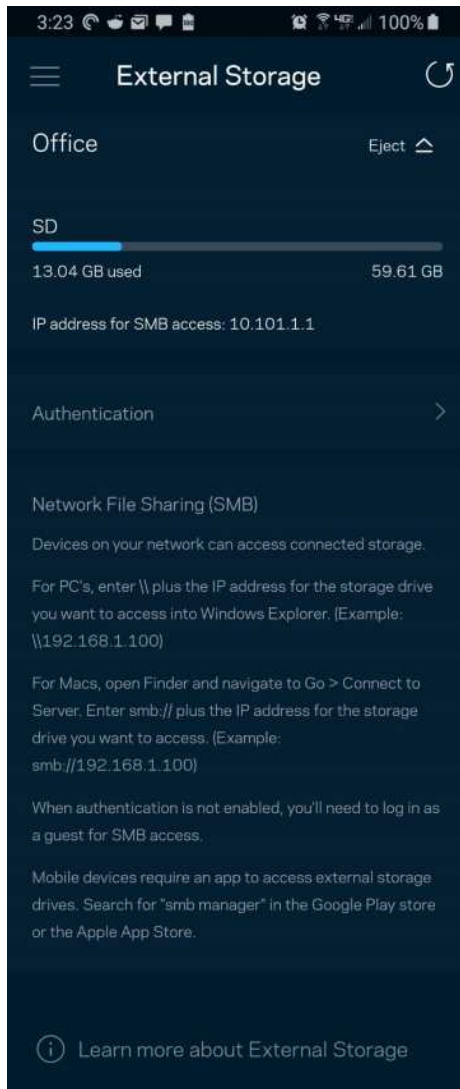 3:23 100%
External Storage
Office Eject
SD
13.04 GB used 59.61 GB
IP address for SMB access: 10.101.1.1
Authentication
Network File Sharing (SMB)
Devices on your network can access connected storage.
For PC's, enter \\ plus the IP address for the storage drive
you want to access into Windows Explorer. (Example:
\\192.168.1.100)
For Macs, open Finder and navigate to Go > Connect to
Server. Enter smb:// plus the IP address for the storage
drive you want to access. (Example:
smb://192.168.1.100)
When authentication is not enabled, you'll need to log in as
a guest for SMB access.
Mobile devices require an app to access external storage
drives. Search for "smb manager" in the Google Play store
or the Apple App Store.
Learn more about External Storage